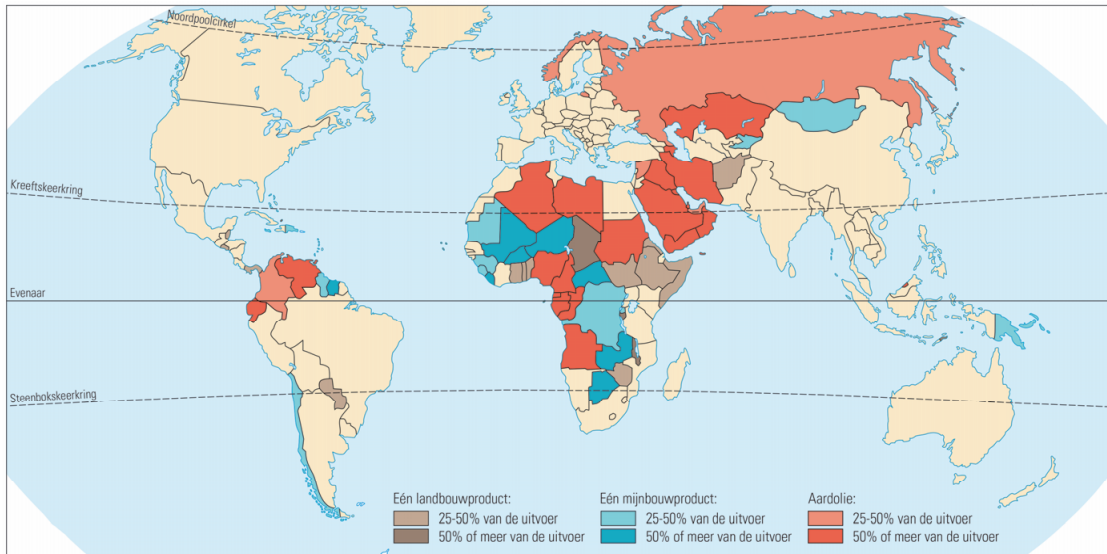 Noordpoolcirkel
Kreeftskeerkring
Evenaar
Steenbokskeerkring
Eén landbouwproduct:
25-50% van de uitvoer
50% of meer van de uitvoer
Eén mijnbouwproduct:
25-50% van de uitvoer
50% of meer van de uitvoer
Aardolie:
25-50% van de uitvoer
50% of meer van de uitvoer